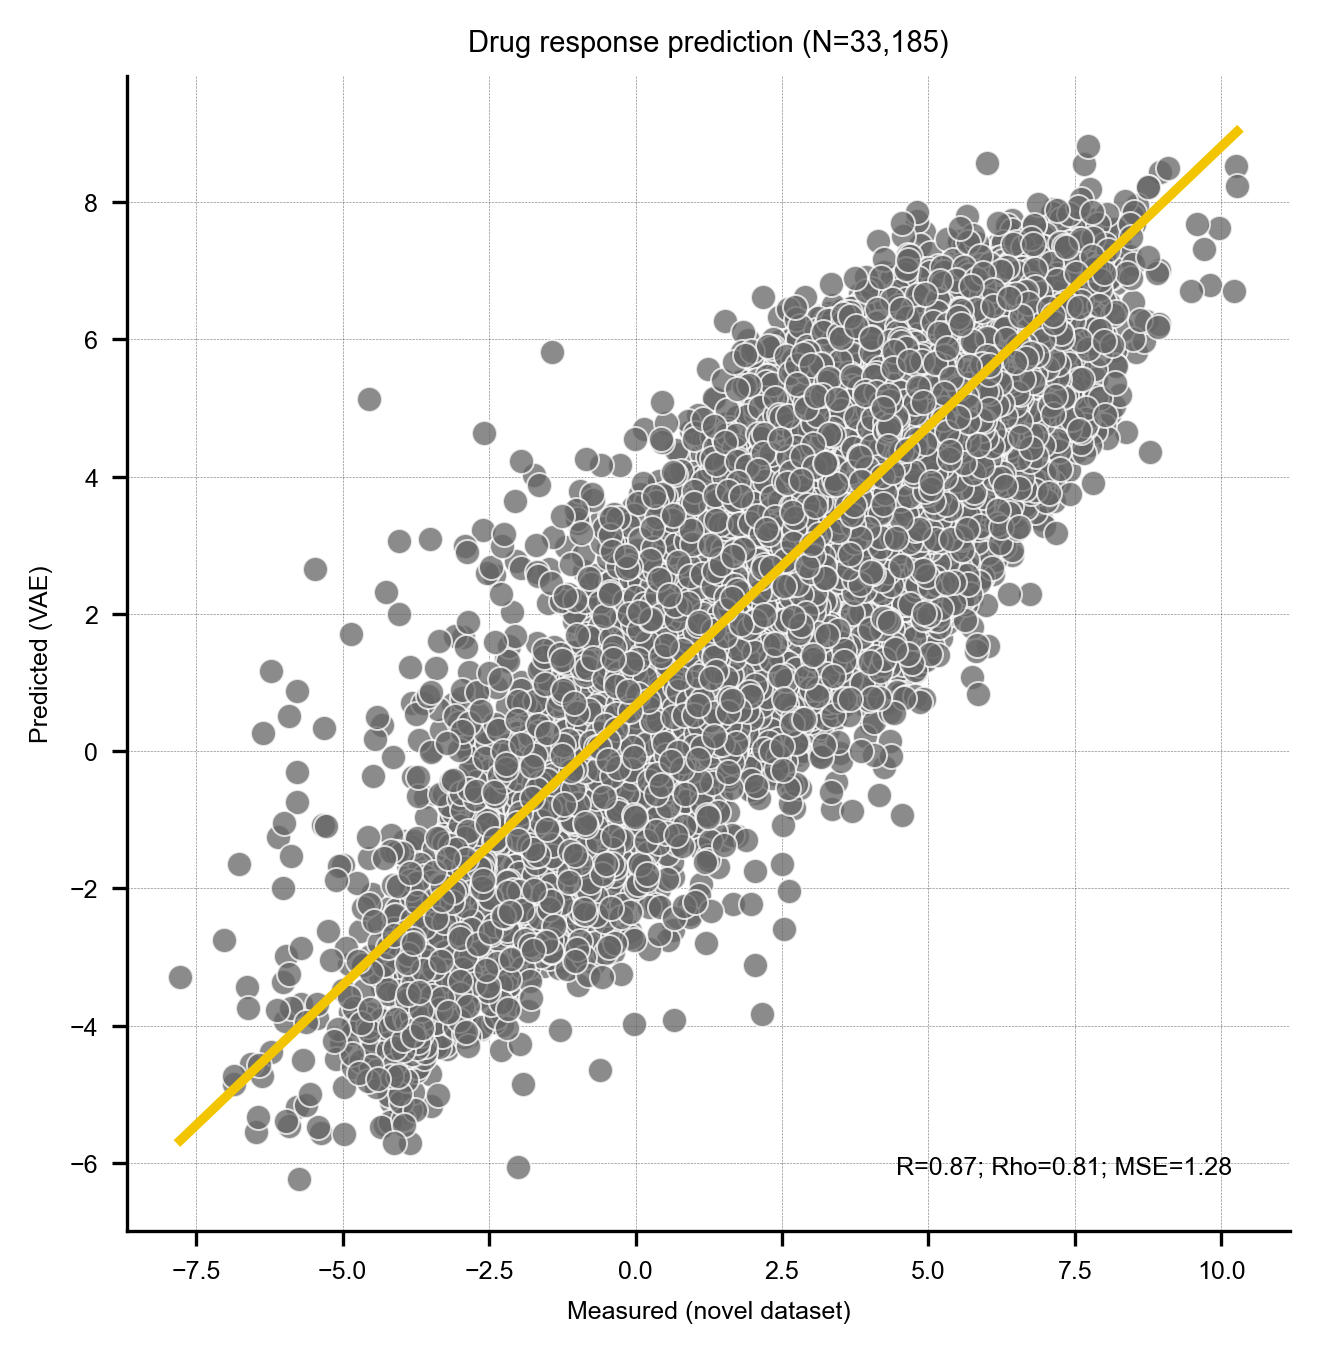 Drug response prediction (N=33,185)
8
6
4
2
0
−2
−4
−6
Predicted (VAE)
R=0.87; Rho=0.81; MSE=1.28
−7.5 −5.0 −2.5 0.0 2.5 5.0 7.5 10.0
Measured (novel dataset)